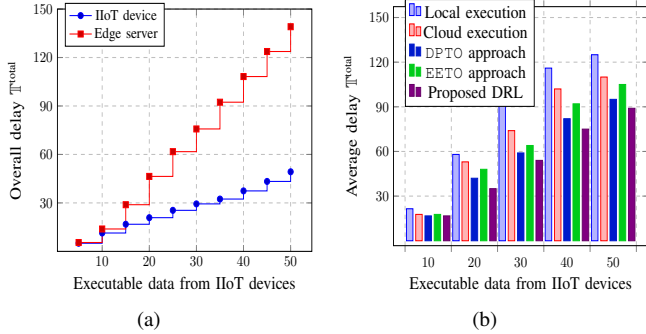 IIoT device
Edge server
150
120
90
60
30
Overall delay 𝕋total
10 20 30 40 50
Executable data from IIoT devices
(a)
Local execution
Cloud execution
DPTO approach
EETO approach
Proposed DRL
150
120
90
60
30
Average delay 𝕋total
10 20 30 40 50
Executable data from IIoT devices
(b)